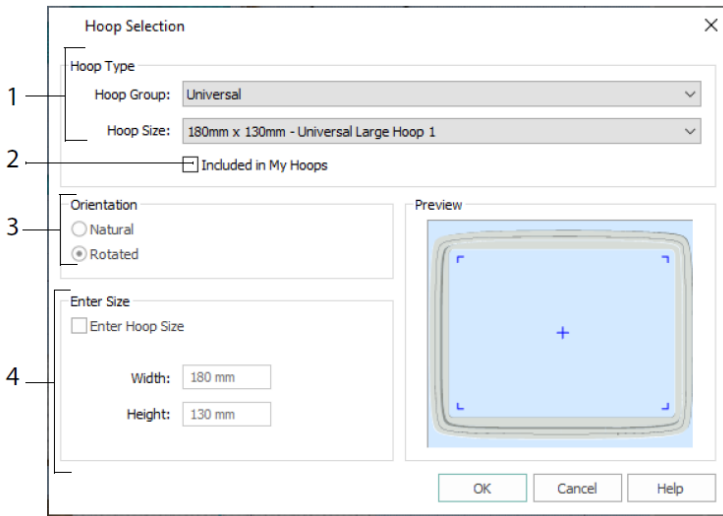 Hoop Selection
Hoop Type
1
Hoop Group: Universal
Hoop Size: 180mm x 130mm - Universal Large Hoop 1
2
Included in My Hoops
Orientation
3
Natural
Rotated
Enter Size
Enter Hoop Size
4
Width: 180 mm
Height: 130 mm
Preview
OK Cancel Help